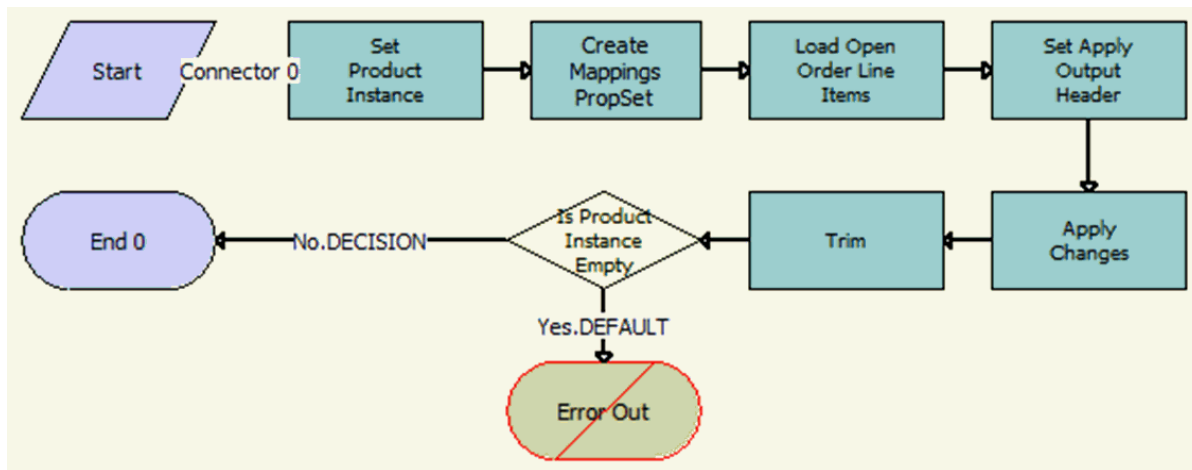 Start
Connector 0
Set
Product
Instance
Create
Mappings
PropSet
Load Open
Order Line
Items
Set Apply
Output
Header
Apply
Changes
Trim
Is Product
Instance
Empty
No.DECISION
End 0
Yes.DEFAULT
Error Out